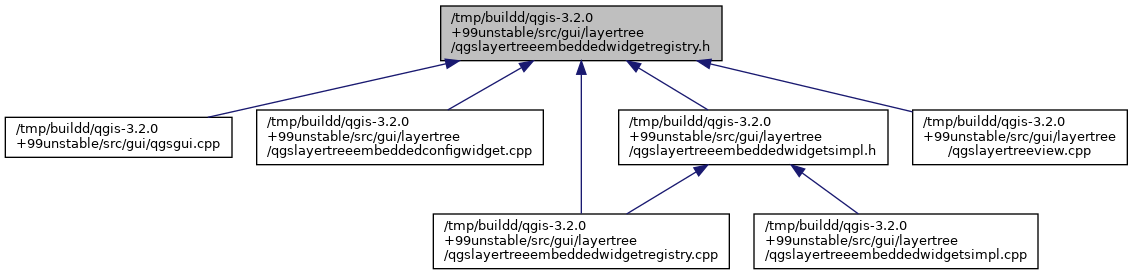 /tmp/buildd/qgis-3.2.0
+99unstable/src/gui/layertree
/qgslayertreeembeddedwidgetregistry.h
/tmp/buildd/qgis-3.2.0
+99unstable/src/gui/qgsgui.cpp
/tmp/buildd/qgis-3.2.0
+99unstable/src/gui/layertree
/qgslayertreeembeddedconfigwidget.cpp
/tmp/buildd/qgis-3.2.0
+99unstable/src/gui/layertree
/qgslayertreeembeddedwidgetsimpl.h
/tmp/buildd/qgis-3.2.0
+99unstable/src/gui/layertree
/qgslayertreeview.cpp
/tmp/buildd/qgis-3.2.0
+99unstable/src/gui/layertree
/qgslayertreeembeddedwidgetregistry.cpp
/tmp/buildd/qgis-3.2.0
+99unstable/src/gui/layertree
/qgslayertreeembeddedwidgetsimpl.cpp